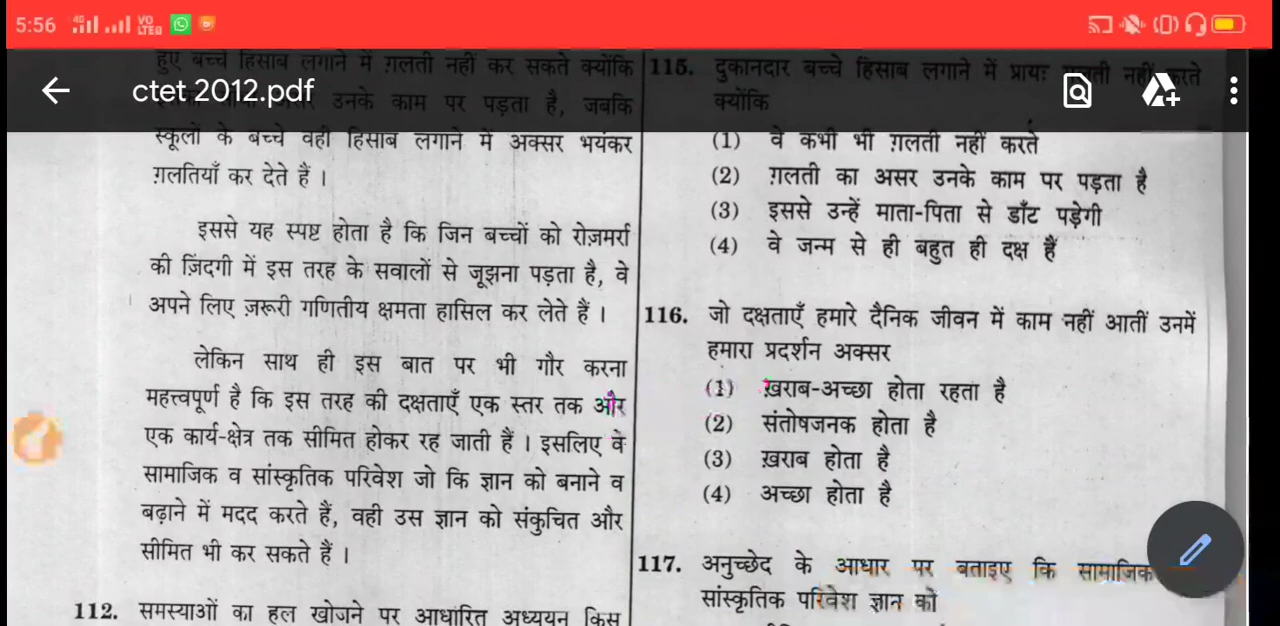 5:56
4G
VO
LTE
ctet 2012.pdf
हुए बच्चे हिसाब लगाने में ग़लती नहीं कर सकते क्योंकि
उनके काम पर पड़ता है, जबकि
स्कूलों के बच्चे वही हिसाब लगाने में अक्सर भयंकर
ग़लतियाँ कर देते हैं ।
इससे यह स्पष्ट होता है कि जिन बच्चों को रोज़मर्रा
की ज़िंदगी में इस तरह के सवालों से जूझना पड़ता है, वे
अपने लिए ज़रूरी गणितीय क्षमता हासिल कर लेते हैं ।
लेकिन साथ ही इस बात पर भी गौर करना
महत्त्वपूर्ण है कि इस तरह की दक्षताएँ एक स्तर तक और
एक कार्य-क्षेत्र तक सीमित होकर रह जाती हैं । इसलिए वे
सामाजिक व सांस्कृतिक परिवेश जो कि ज्ञान को बनाने व
बढ़ाने में मदद करते हैं, वही उस ज्ञान को संकुचित और
सीमित भी कर सकते हैं ।
112. समस्याओं का हल खोजने पर आधारित अध्ययन किस
115. दुकानदार बच्चे हिसाब लगाने में प्रायः ग़लती नहीं करते
क्योंकि
(1) वे कभी भी ग़लती नहीं करते
(2) ग़लती का असर उनके काम पर पड़ता है
(3) इससे उन्हें माता-पिता से डाँट पड़ेगी
(4) वे जन्म से ही बहुत ही दक्ष हैं
116. जो दक्षताएँ हमारे दैनिक जीवन में काम नहीं आतीं उनमें
हमारा प्रदर्शन अक्सर
(1) ख़राब-अच्छा होता रहता है
(2) संतोषजनक होता है
(3) ख़राब होता है
(4) अच्छा होता है
117. अनुच्छेद के आधार पर बताइए कि सामाजिक
सांस्कृतिक परिवेश ज्ञान को